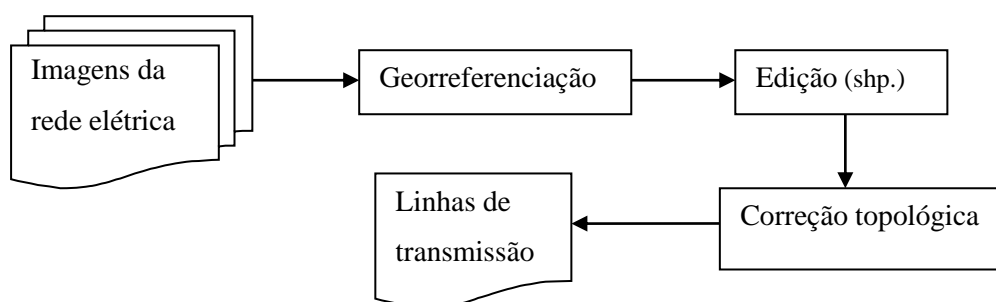 Imagens da
rede elétrica
Georreferenciação
Edição (shp.)
Correção topológica
Linhas de
transmissão